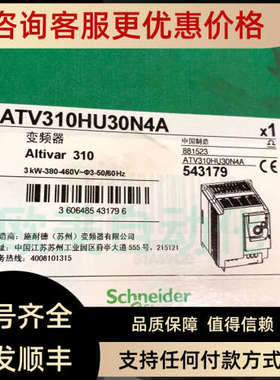 咨询客服更优惠价格
ATV310HU30N4A
x1
变频器
中国制造
Altivar 310
881523
ATV310HU30N4A
543179
3 kW-380-460V~Φ3-50/60Hz
3 606485 43179 6
制造商：施耐德（苏州）变频器有限公司
地址：中国江苏苏州工业园区葑亭大道 555 号，215121
热线：4008101315
Schneider
号齐全
发顺丰
品质保障 值得信赖
支持任何付款方式